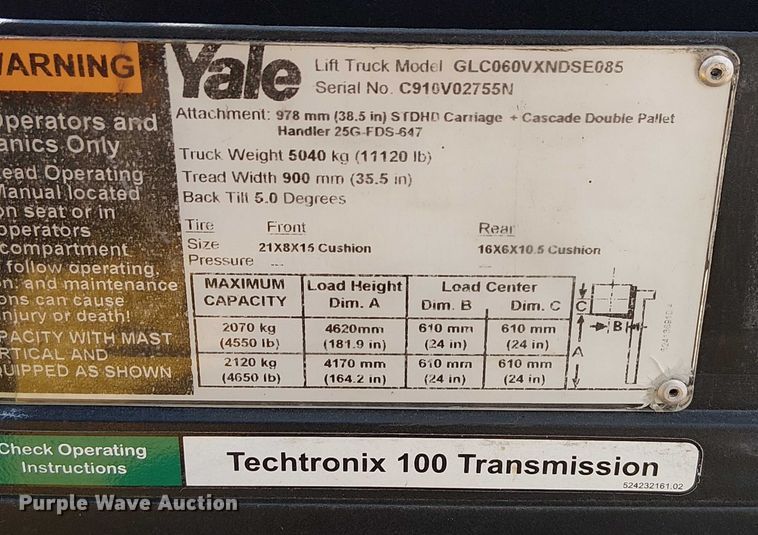 WARNING
Operators and
anics Only
Read Operating
Manual located
on seat or in
operators
compartment
follow operating,
on: and maintenance
ions can cause
injury or death!
PACITY WITH MAST
RTICAL AND
QUIPPED AS SHOWN
Yale Lift Truck Model GLC060VXNDSE085
Serial No. C910V02755N
Attachment: 978 mm (38.5 in) STDHD Carriage + Cascade Double Pallet
Handler 25G-FDS-647
Truck Weight 5040 kg (11120 lb)
Tread Width 900 mm (35.5 in)
Back Tilt 5.0 Degrees
Tire Front Rear
Size 21X8X15 Cushion 16X6X10.5 Cushion
Pressure --- ---
MAXIMUM Load Height Load Center
CAPACITY Dim. A Dim. B Dim. C
2070 kg 4620mm 610 mm 610 mm
(4550 lb) (181.9 in) (24 in) (24 in)
2120 kg 4170 mm 610 mm 610 mm
(4650 lb) (164.2 in) (24 in) (24 in)
C
B
A
Check Operating
Instructions
Techtronix 100 Transmission
524232161.02
Purple Wave Auction